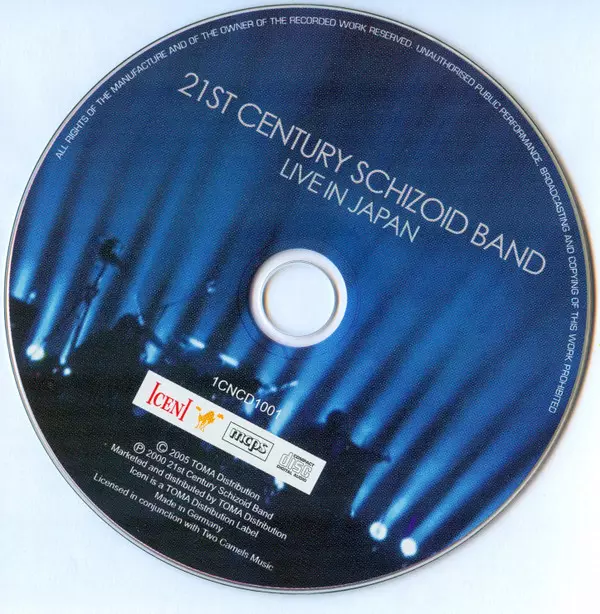 ALL RIGHTS OF THE MANUFACTURE AND OF THE OWNER OF THE RECORDED WORK RESERVED. UNAUTHORISED PUBLIC PERFORMANCE, BROADCASTING AND COPYING OF THIS WORK PROHIBITED
21ST CENTURY SCHIZOID BAND
LIVE IN JAPAN
1CNCD1001
ICENI
mcps
COMPACT
disc
DIGITAL AUDIO
© 2005 TOMA Distribution
℗ 2000 21st Century Schizoid Band
Marketed and distributed by TOMA Distribution
Iceni is a TOMA Distribution Label
Made in Germany
Licensed in conjunction with Two Camels Music